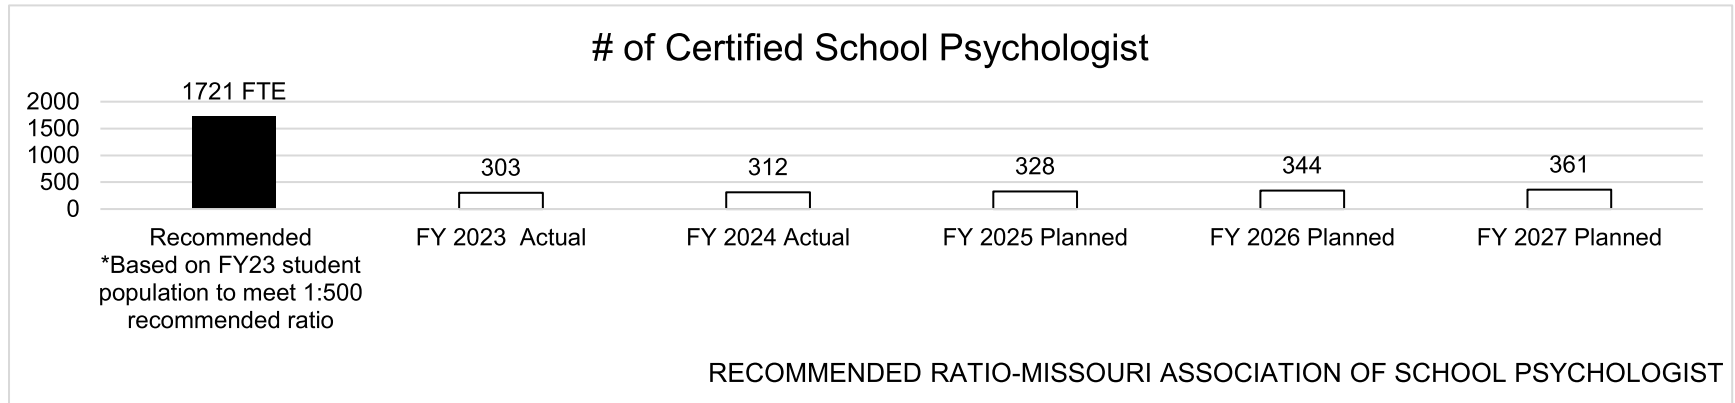 # of Certified School Psychologist
1721 FTE
2000
1500
1000
500
0
303
312
328
344
361
Recommended
*Based on FY23 student
population to meet 1:500
recommended ratio
FY 2023  Actual
FY 2024 Actual
FY 2025 Planned
FY 2026 Planned
FY 2027 Planned
RECOMMENDED RATIO-MISSOURI ASSOCIATION OF SCHOOL PSYCHOLOGIST